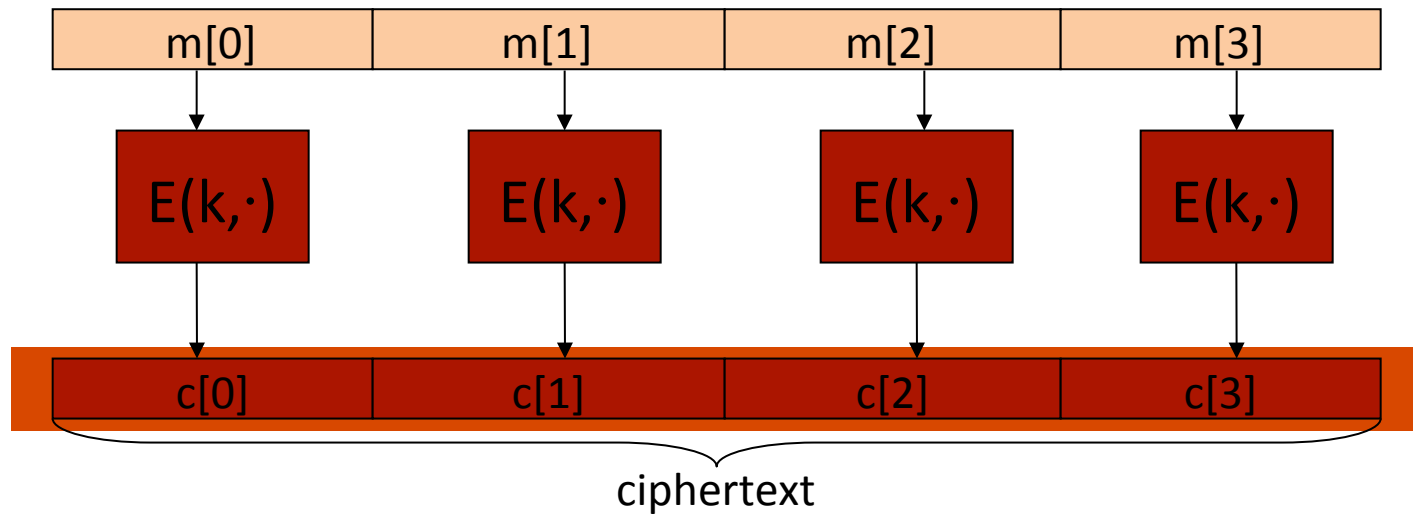 m[0] m[1] m[2] m[3]
E(k,·) E(k,·) E(k,·) E(k,·)
c[0] c[1] c[2] c[3]
ciphertext